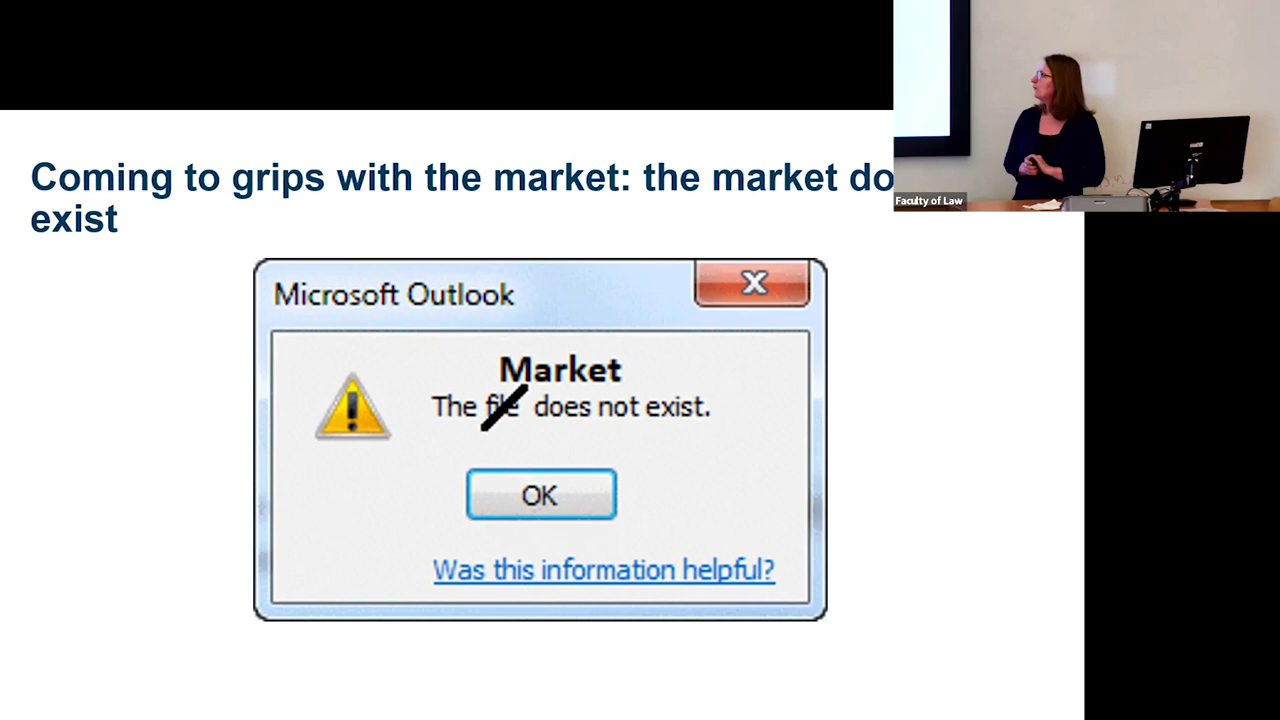 Coming to grips with the market: the market do
exist
Faculty of Law
Microsoft Outlook
Market
The file does not exist.
OK
Was this information helpful?